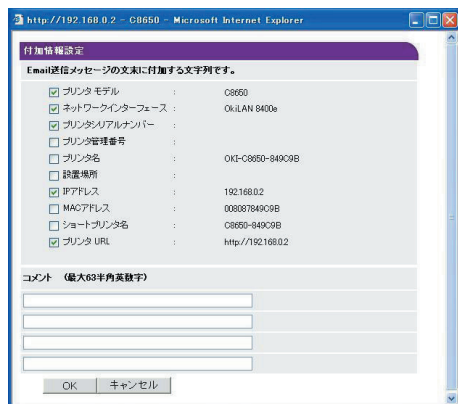 http://192.168.0.2 - C8650 - Microsoft Internet Explorer
付加情報設定
Email送信メッセージの文末に付加する文字列です。
プリンタ モデル : C8650
ネットワークインターフェース : OkiLAN 8400e
プリンタシリアルナンバー :
プリンタ管理番号 :
プリンタ名 : OKI-C8650-849C9B
設置場所 :
IPアドレス : 192.168.0.2
MACアドレス : 008087849C9B
ショートプリンタ名 : C8650-849C9B
プリンタ URL : http://192.168.0.2
コメント (最大63半角英数字)
OK キャンセル